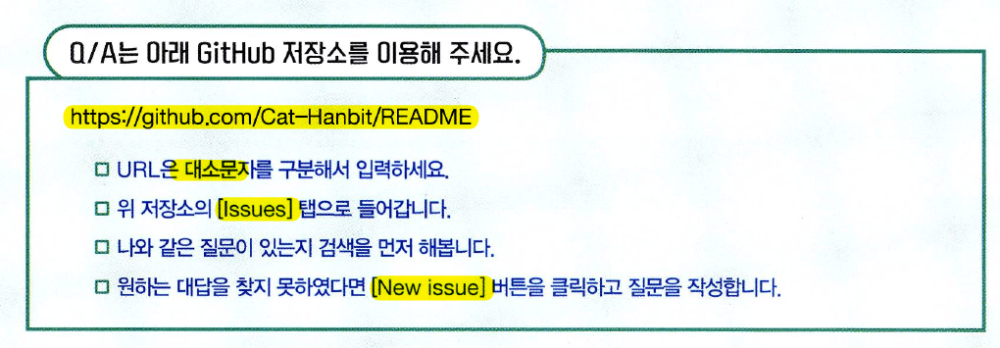 Q/A는 아래 GitHub 저장소를 이용해 주세요.
https://github.com/Cat-Hanbit/README
□ URL은 대소문자를 구분해서 입력하세요.
□ 위 저장소의 [Issues] 탭으로 들어갑니다.
□ 나와 같은 질문이 있는지 검색을 먼저 해봅니다.
□ 원하는 대답을 찾지 못하였다면 [New issue] 버튼을 클릭하고 질문을 작성합니다.